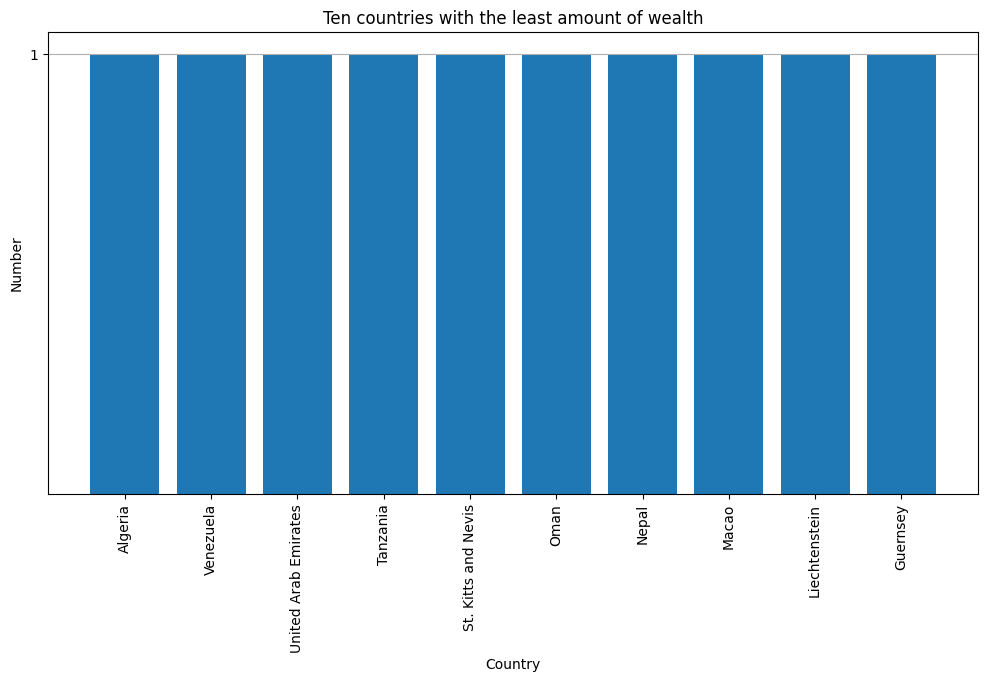 Ten countries with the least amount of wealth
1
Number
Algeria
Venezuela
United Arab Emirates
Tanzania
St. Kitts and Nevis
Oman
Nepal
Macao
Liechtenstein
Guernsey
Country